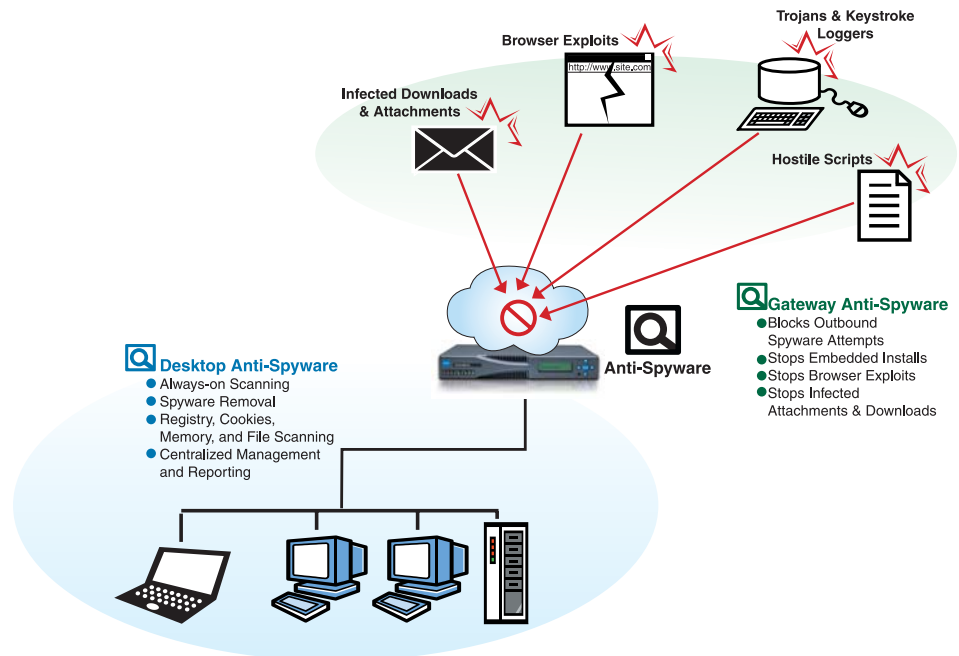 Trojans & Keystroke
Loggers
Browser Exploits
http://www.site.com
Infected Downloads
& Attachments
Hostile Scripts
Anti-Spyware
Gateway Anti-Spyware
Blocks Outbound
Spyware Attempts
Stops Embedded Installs
Stops Browser Exploits
Stops Infected
Attachments & Downloads
Desktop Anti-Spyware
Always-on Scanning
Spyware Removal
Registry, Cookies,
Memory, and File Scanning
Centralized Management
and Reporting